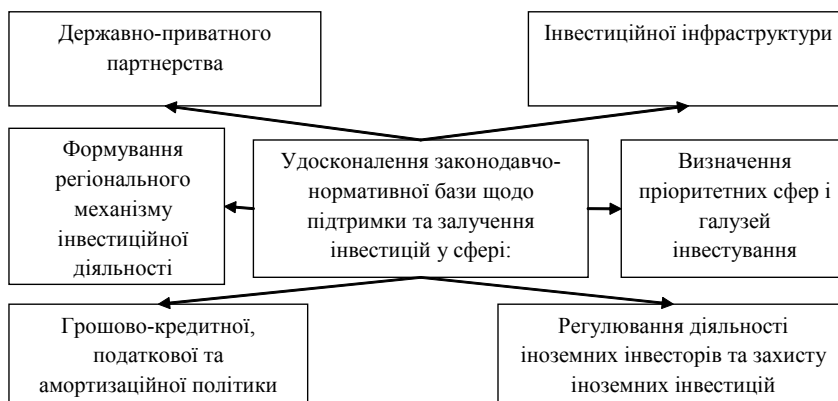 Державно-приватного
партнерства
Інвестиційної інфраструктури
Формування
регіонального
механізму
інвестиційної
діяльності
Удосконалення законодавчо-
нормативної бази щодо
підтримки та залучення
інвестицій у сфері:
Визначення
пріоритетних сфер і
галузей
інвестування
Грошово-кредитної,
податкової та
амортизаційної політики
Регулювання діяльності
іноземних інвесторів та захисту
іноземних інвестицій